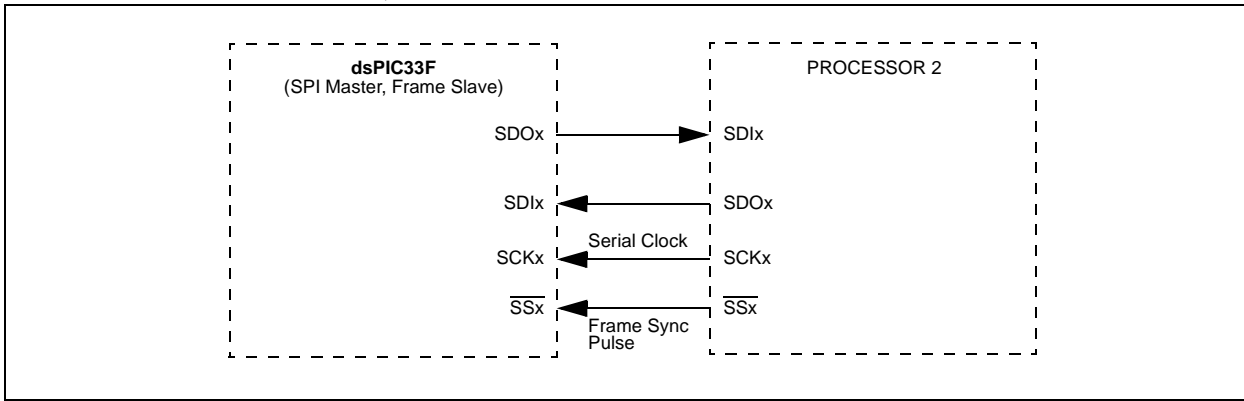 dsPIC33F
(SPI Master, Frame Slave)
PROCESSOR 2
SDOx
SDIx
SDIx
SDOx
Serial Clock
SCKx
SCKx
SSx
SSx
Frame Sync
Pulse